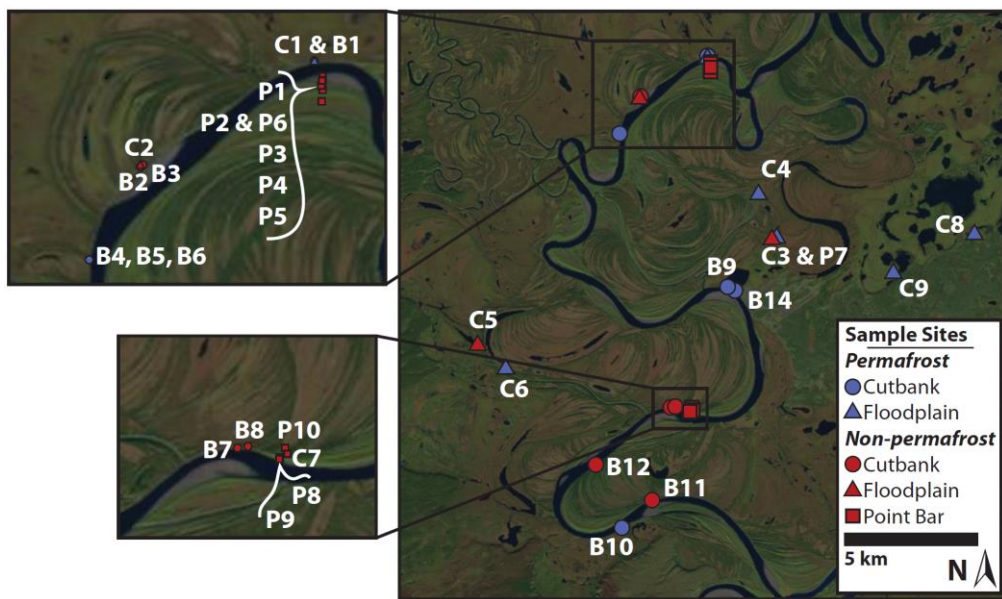 C1 & B1
P1
P2 & P6
P3
P4
P5
C2
B2 B3
B4, B5, B6
C4
C8
C3 & P7
C9
B9
B14
C5
C6
B8
B7
P10
C7
P8
P9
B12
B11
B10
Sample Sites
Permafrost
Cutbank
Floodplain
Non-permafrost
Cutbank
Floodplain
Point Bar
5 km
N